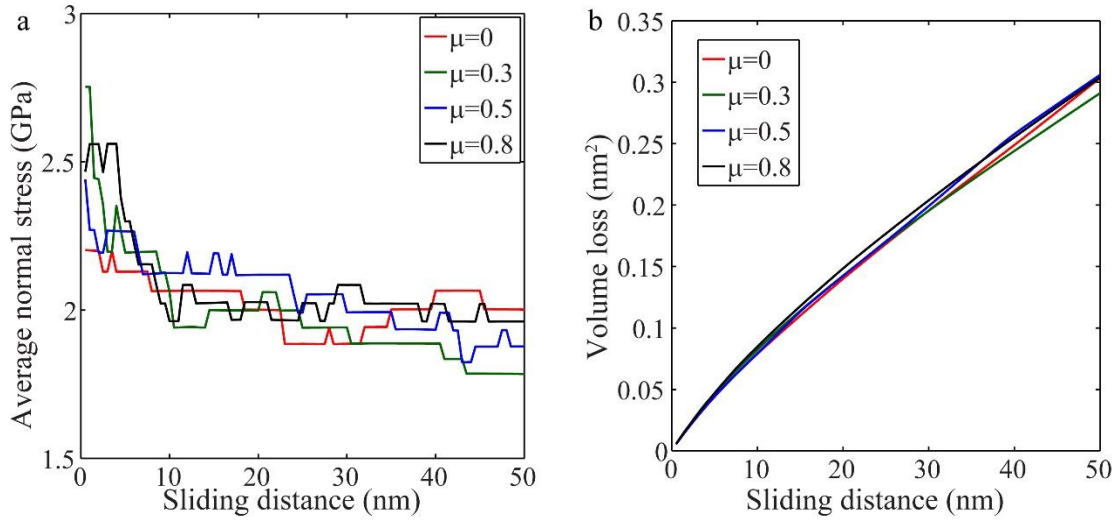 a
3
2.5
2
1.5
Average normal stress (GPa)
μ=0
μ=0.3
μ=0.5
μ=0.8
0 10 20 30 40 50
Sliding distance (nm)
b
0.35
0.3
0.25
0.2
0.15
0.1
0.05
0
Volume loss (nm²)
μ=0
μ=0.3
μ=0.5
μ=0.8
0 10 20 30 40 50
Sliding distance (nm)